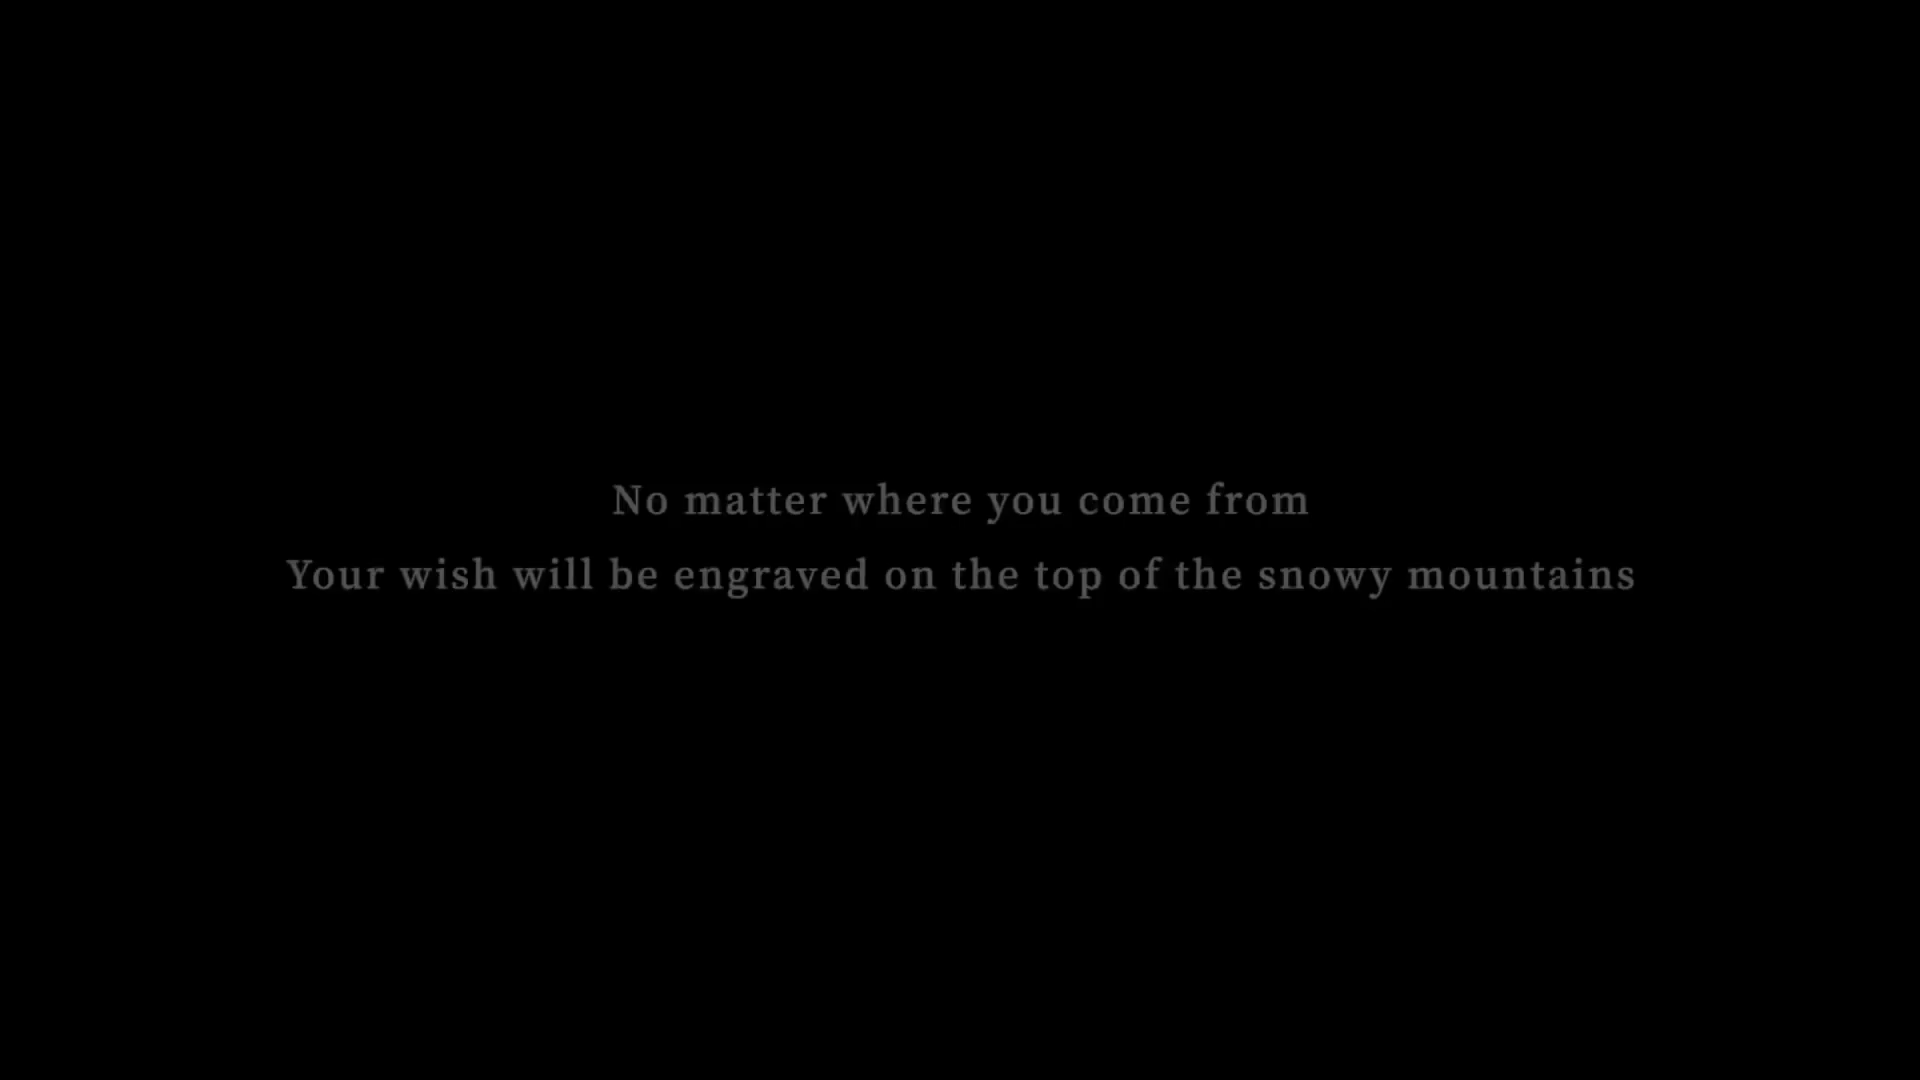 No matter where you come from
Your wish will be engraved on the top of the snowy mountains